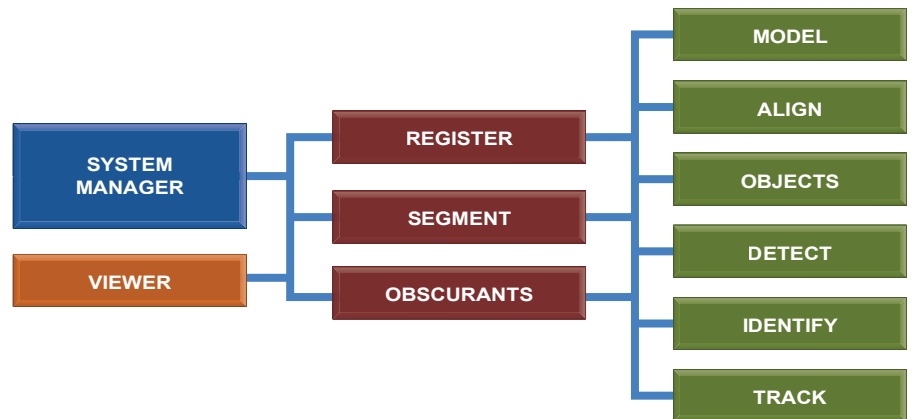 SYSTEM
MANAGER
VIEWER
REGISTER
SEGMENT
OBSCURANTS
MODEL
ALIGN
OBJECTS
DETECT
IDENTIFY
TRACK